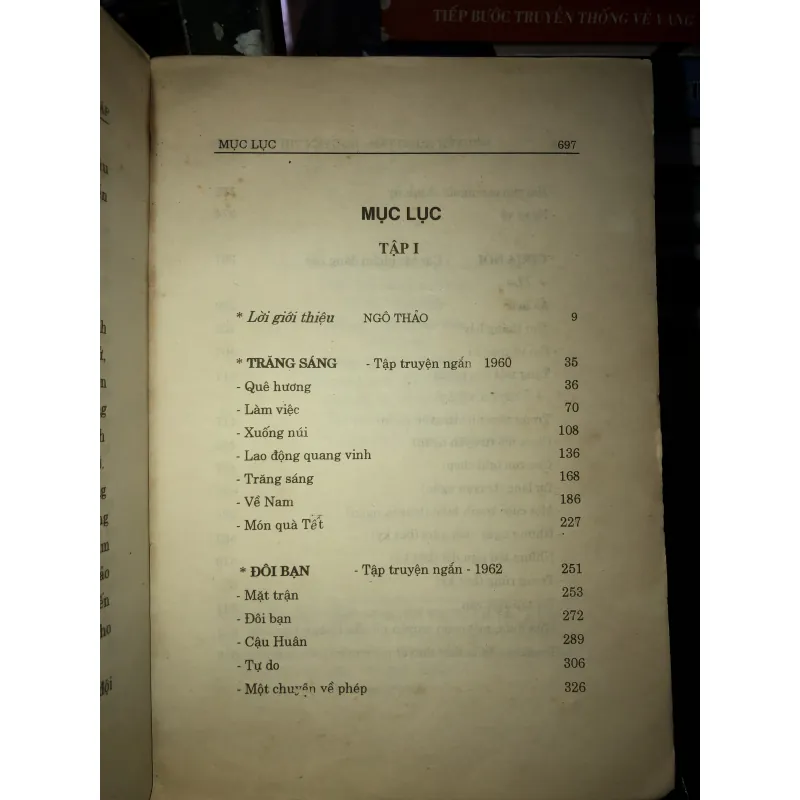 TIẾP BƯỚC TRUYỀN THỐNG VẺ VANG
MỤC LỤC 697
MỤC LỤC
TẬP I
* Lời giới thiệu NGÔ THẢO 9
* TRĂNG SÁNG - Tập truyện ngắn 1960 35
- Quê hương 36
- Làm việc 70
- Xuống núi 108
- Lao động quang vinh 136
- Trăng sáng 168
- Về Nam 186
- Món quà Tết 227
* ĐÔI BẠN - Tập truyện ngắn - 1962 251
- Mặt trận 253
- Đôi bạn 272
- Cậu Huân 289
- Tự do 306
- Một chuyện về phép 326